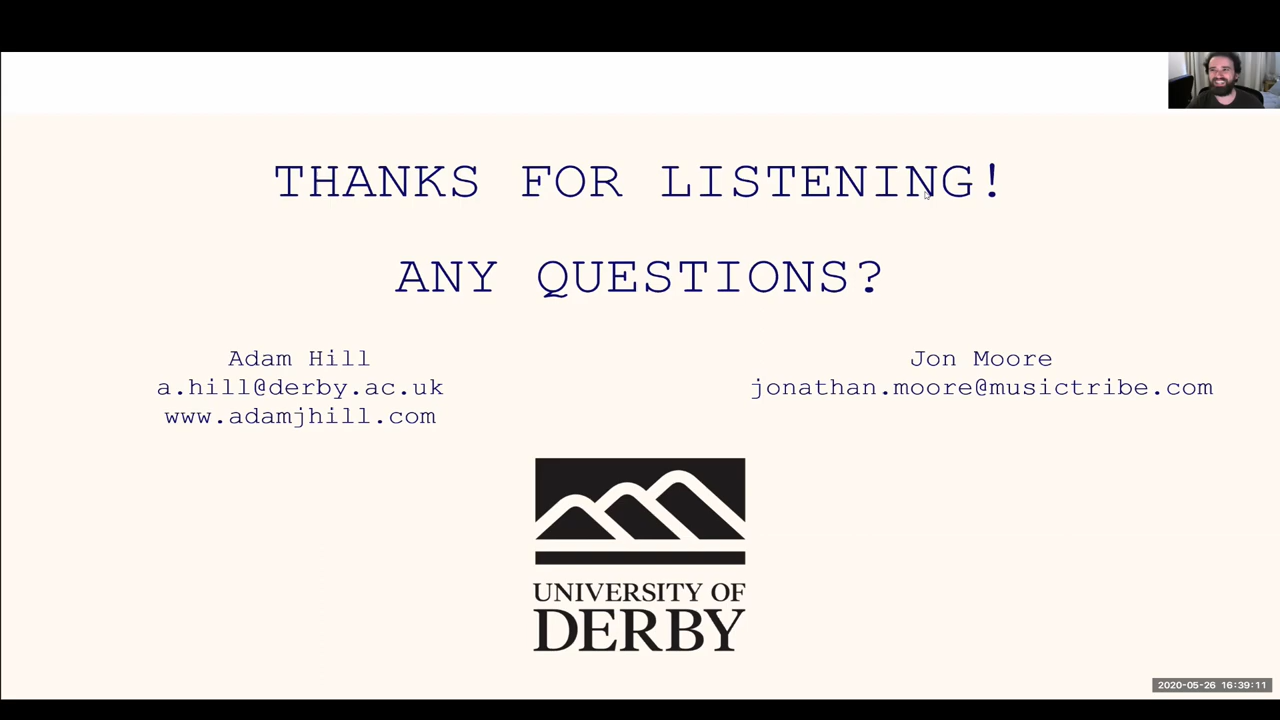 THANKS FOR LISTENING!
ANY QUESTIONS?
Adam Hill
a.hill@derby.ac.uk
www.adamjhill.com
Jon Moore
jonathan.moore@musictribe.com
UNIVERSITY OF
DERBY
2020-05-26 16:39:11